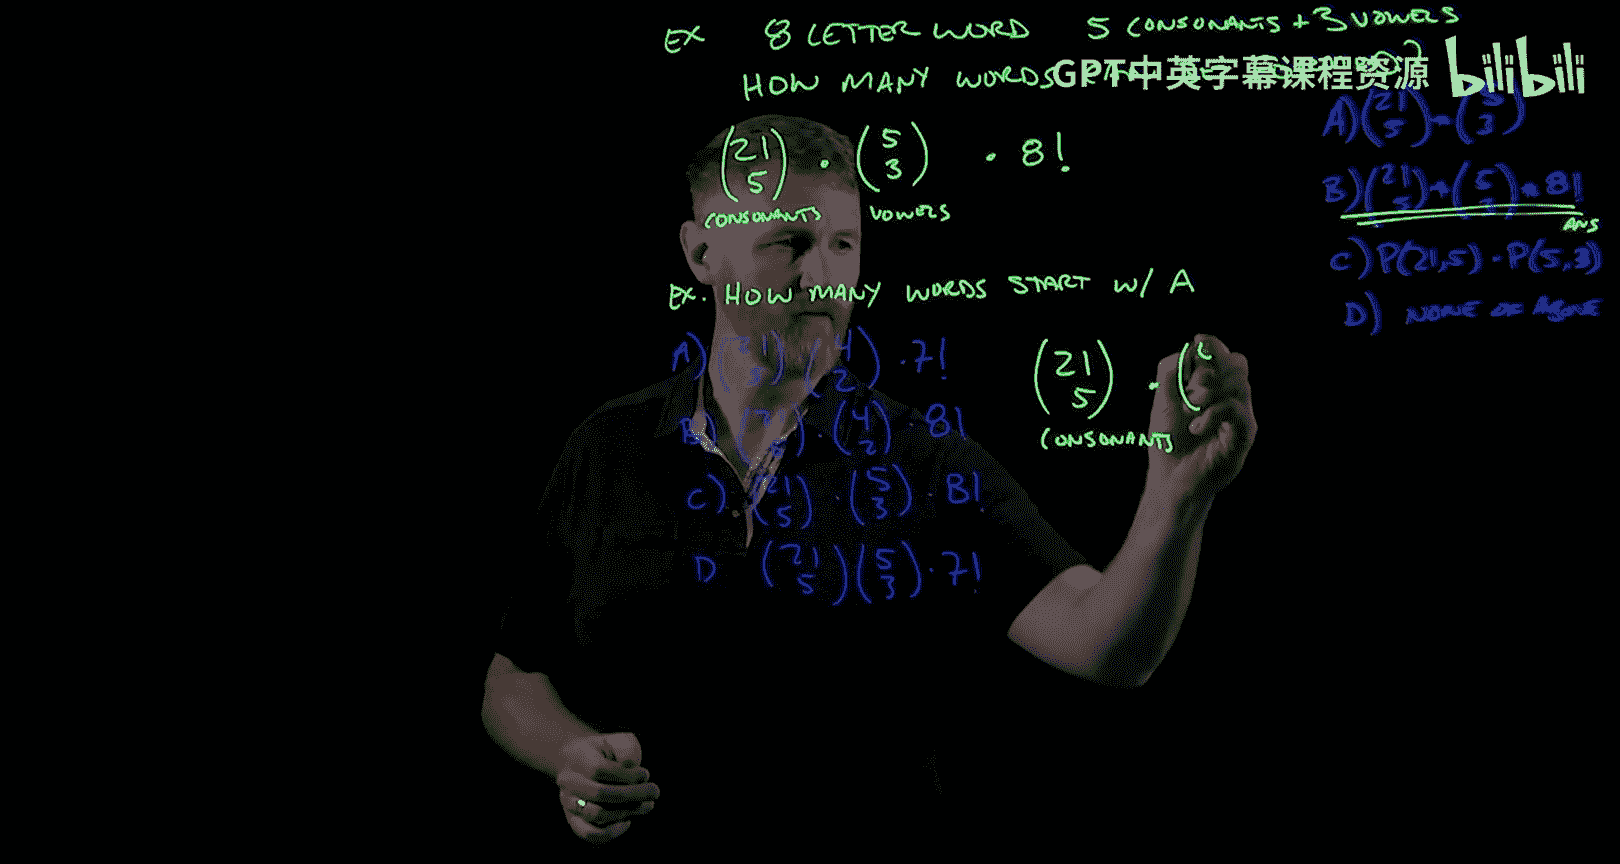 EX 8 LETTER WORD 5 CONSONANTS + 3 VOWELS
HOW MANY WORDS
GPT中英字幕课程资源 bilibili
(21 5) · (5 3) · 8!
CONSONANTS VOWELS
A) (21 5) · (5 3)
B) (21 5) · (5 3) · 8!
ANS
C) P(21,5) · P(5,3)
D) NONE OF ABOVE
EX. HOW MANY WORDS START W/ A
A) (21 5) (4 2) · 7!
B) (21 5) · (4 2) · 8!
C) (21 5) · (5 3) · 8!
D (21 5) (5 3) · 7!
(21 5) · (
CONSONANTS